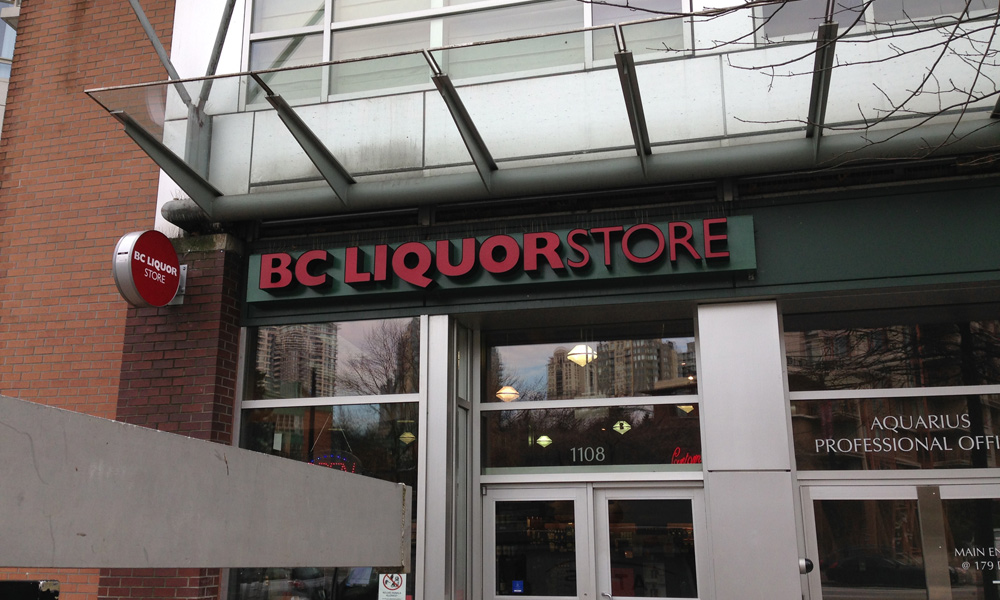 BC LIQUOR STORE
BC LIQUOR
STORE
1108
AQUARIUS
PROFESSIONAL OFFI
MAIN EN
@ 179